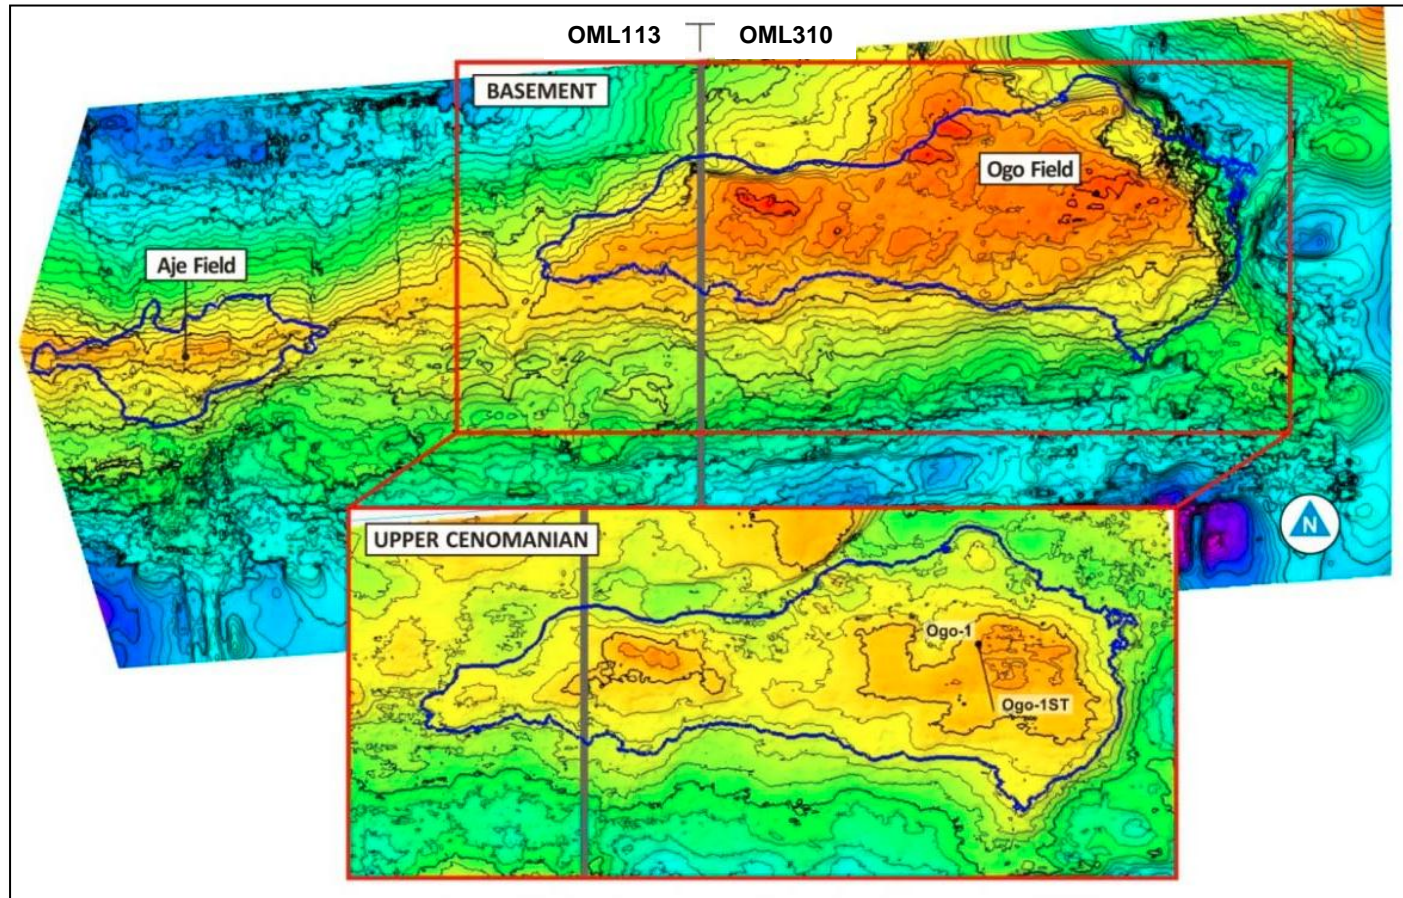 OML113 OML310
BASEMENT
Ogo Field
Aje Field
N
UPPER CENOMANIAN
Ogo-1
Ogo-1ST